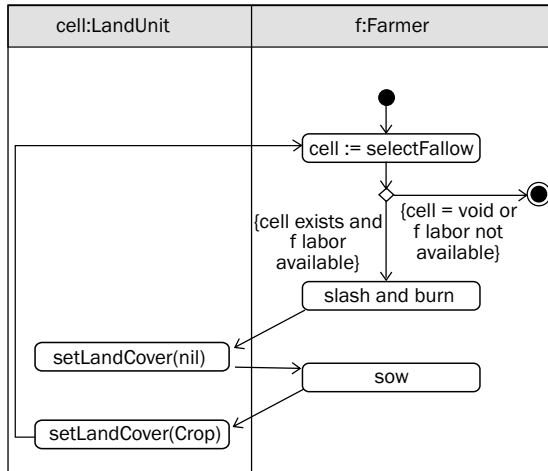 cell:LandUnit
f:Farmer
cell := selectFallow
{cell exists and
f labor
available}
{cell = void or
f labor not
available}
slash and burn
setLandCover(nil)
sow
setLandCover(Crop)